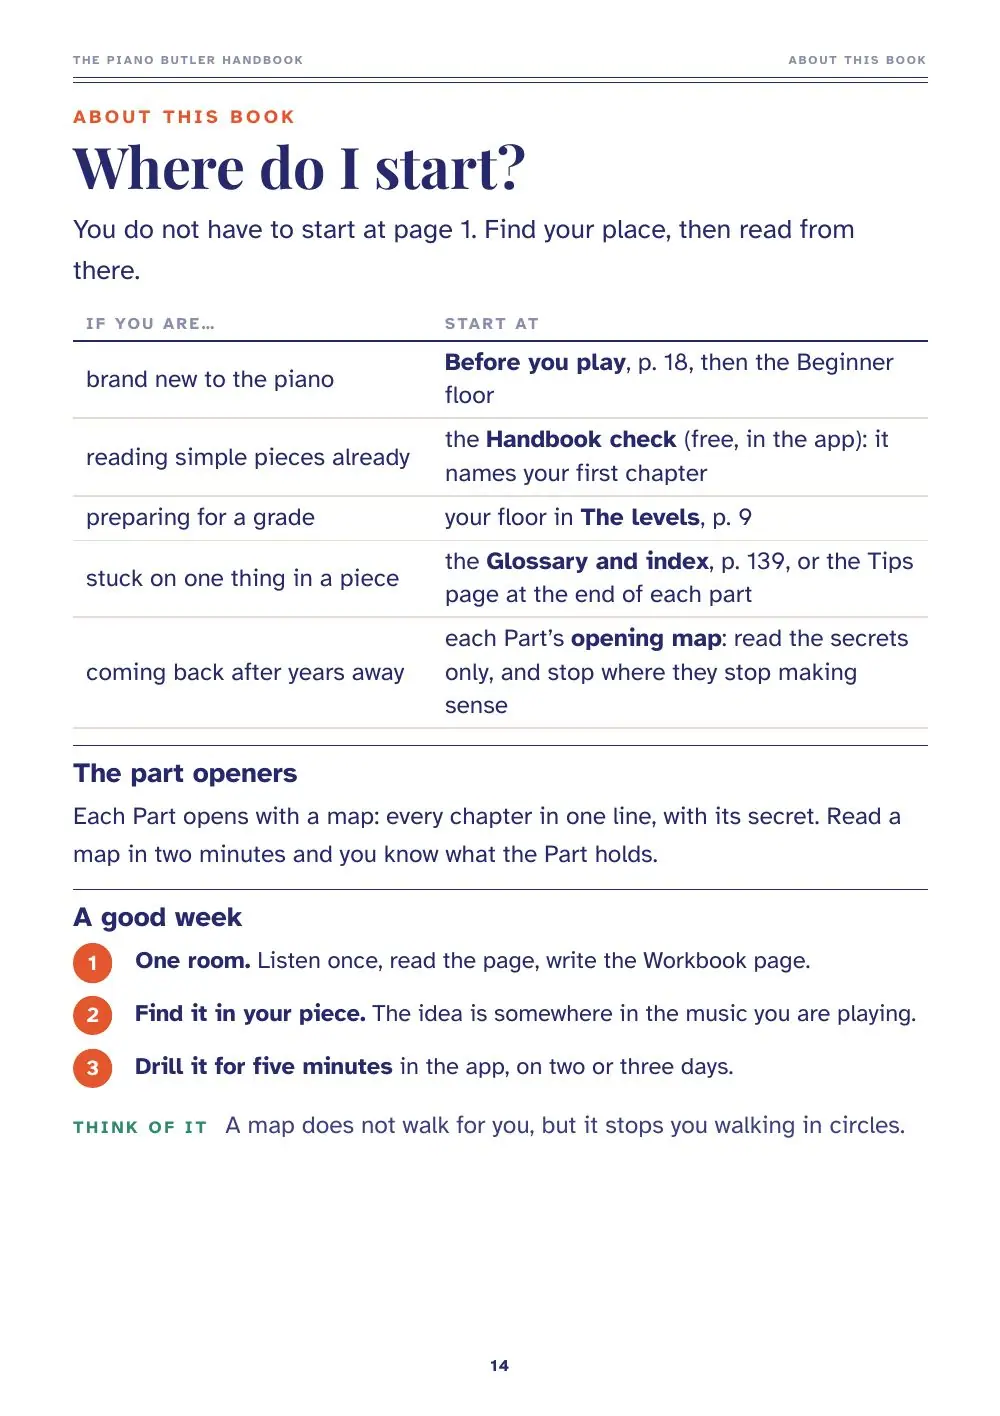 THE PIANO BUTLER HANDBOOK
ABOUT THIS BOOK
ABOUT THIS BOOK
Where do I start?
You do not have to start at page 1. Find your place, then read from
there.
IF YOU ARE…
START AT
brand new to the piano
Before you play, p. 18, then the Beginner
floor
reading simple pieces already
the Handbook check (free, in the app): it
names your first chapter
preparing for a grade
your floor in The levels, p. 9
stuck on one thing in a piece
the Glossary and index, p. 139, or the Tips
page at the end of each part
coming back after years away
each Part’s opening map: read the secrets
only, and stop where they stop making
sense
The part openers
Each Part opens with a map: every chapter in one line, with its secret. Read a
map in two minutes and you know what the Part holds.
A good week
1 One room. Listen once, read the page, write the Workbook page.
2 Find it in your piece. The idea is somewhere in the music you are playing.
3 Drill it for five minutes in the app, on two or three days.
THINK OF IT A map does not walk for you, but it stops you walking in circles.
14